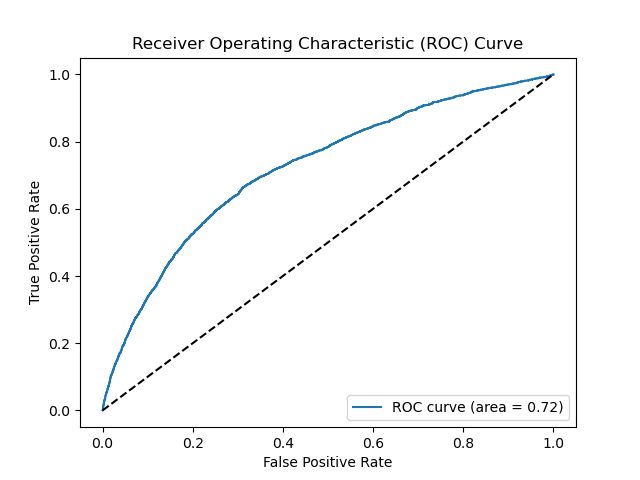 Receiver Operating Characteristic (ROC) Curve
True Positive Rate
1.0
0.8
0.6
0.4
0.2
0.0
ROC curve (area = 0.72)
0.0 0.2 0.4 0.6 0.8 1.0
False Positive Rate